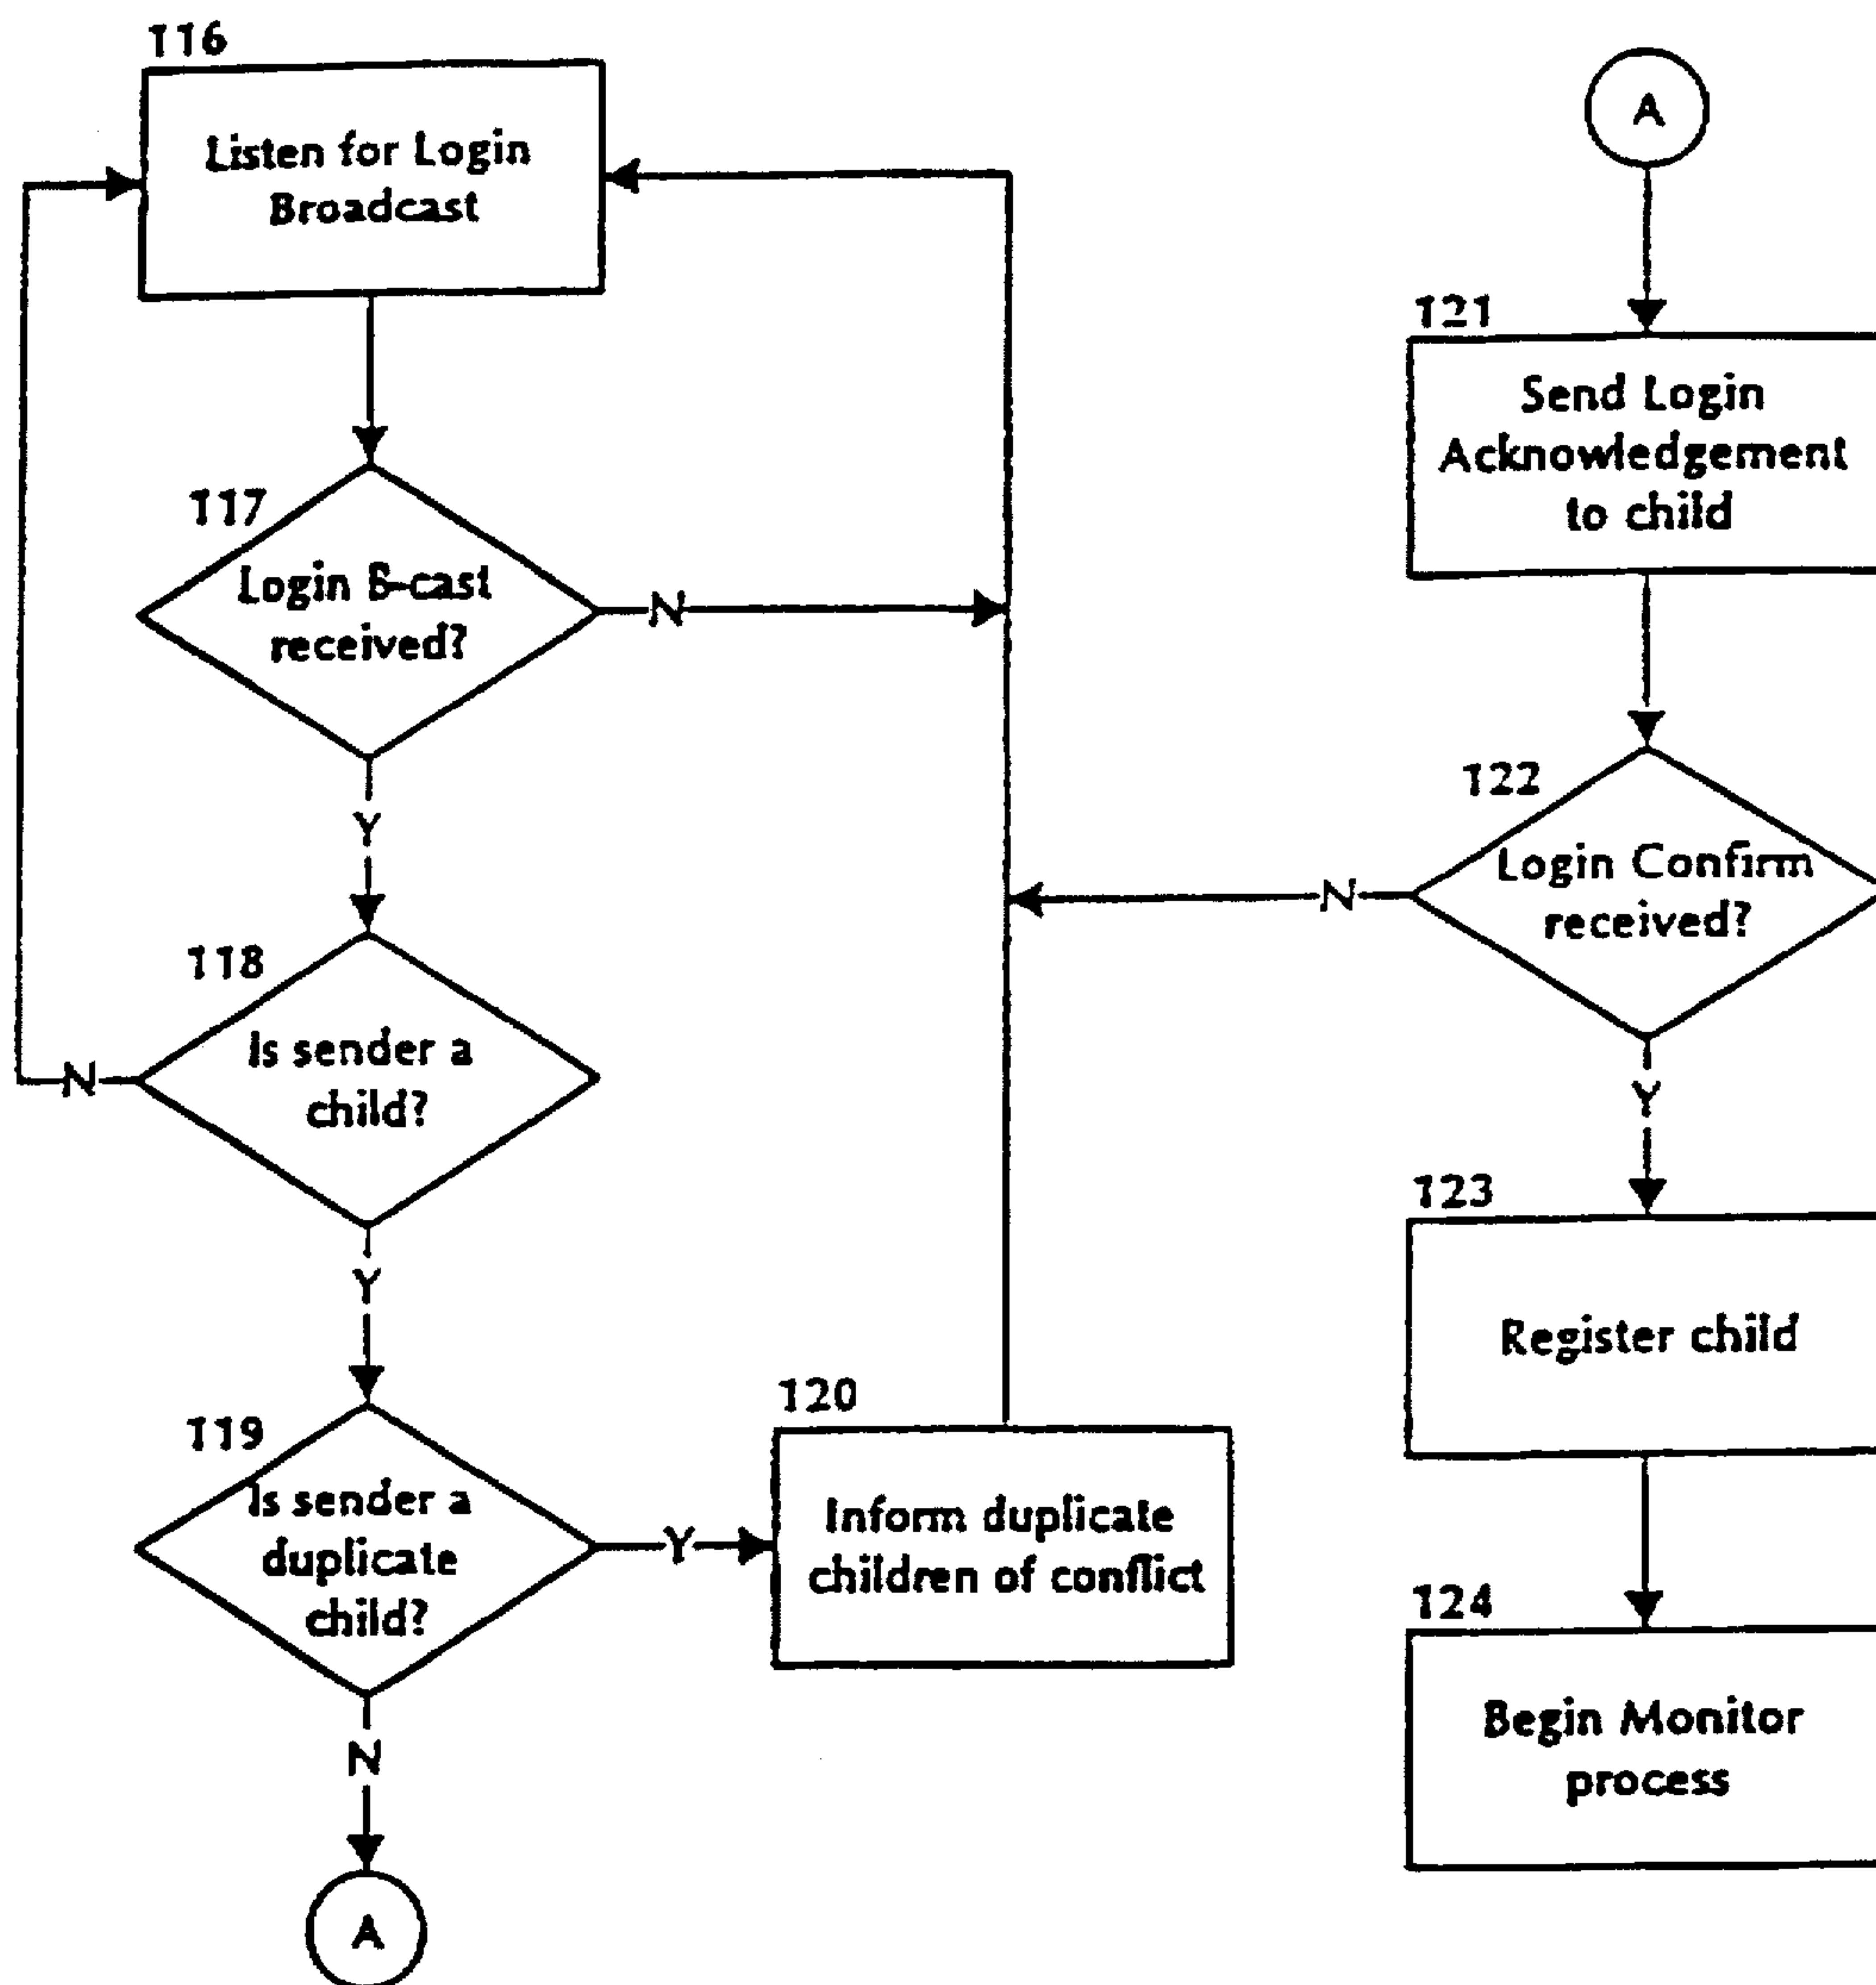 116
Listen for Login
Broadcast
117
Login B-cast
received?
N
Y
118
Is sender a
child?
N
Y
119
Is sender a
duplicate
child?
Y
N
A
120
Inform duplicate
children of conflict
A
121
Send Login
Acknowledgement
to child
122
Login Confirm
received?
N
Y
123
Register child
124
Begin Monitor
process